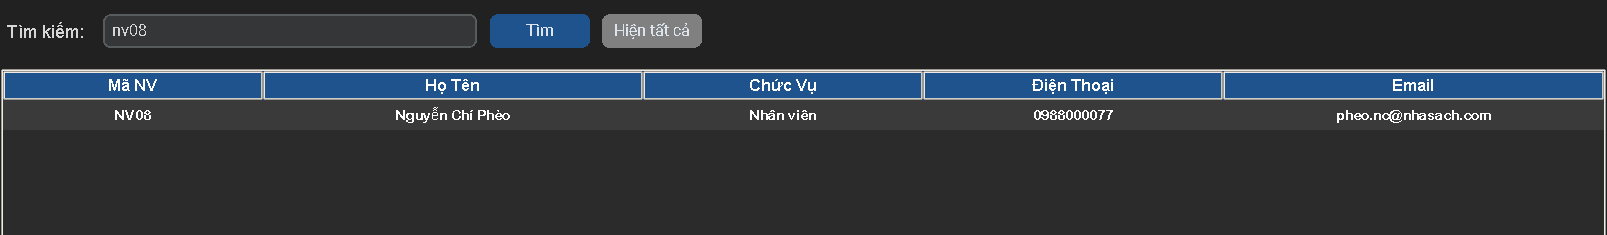 Tìm kiếm: nv08 Tìm Hiện tất cả
Mã NV Họ Tên Chức Vụ Điện Thoại Email
NV08 Nguyễn Chí Phèo Nhân viên 0988000077 pheo.nc@nhasach.com